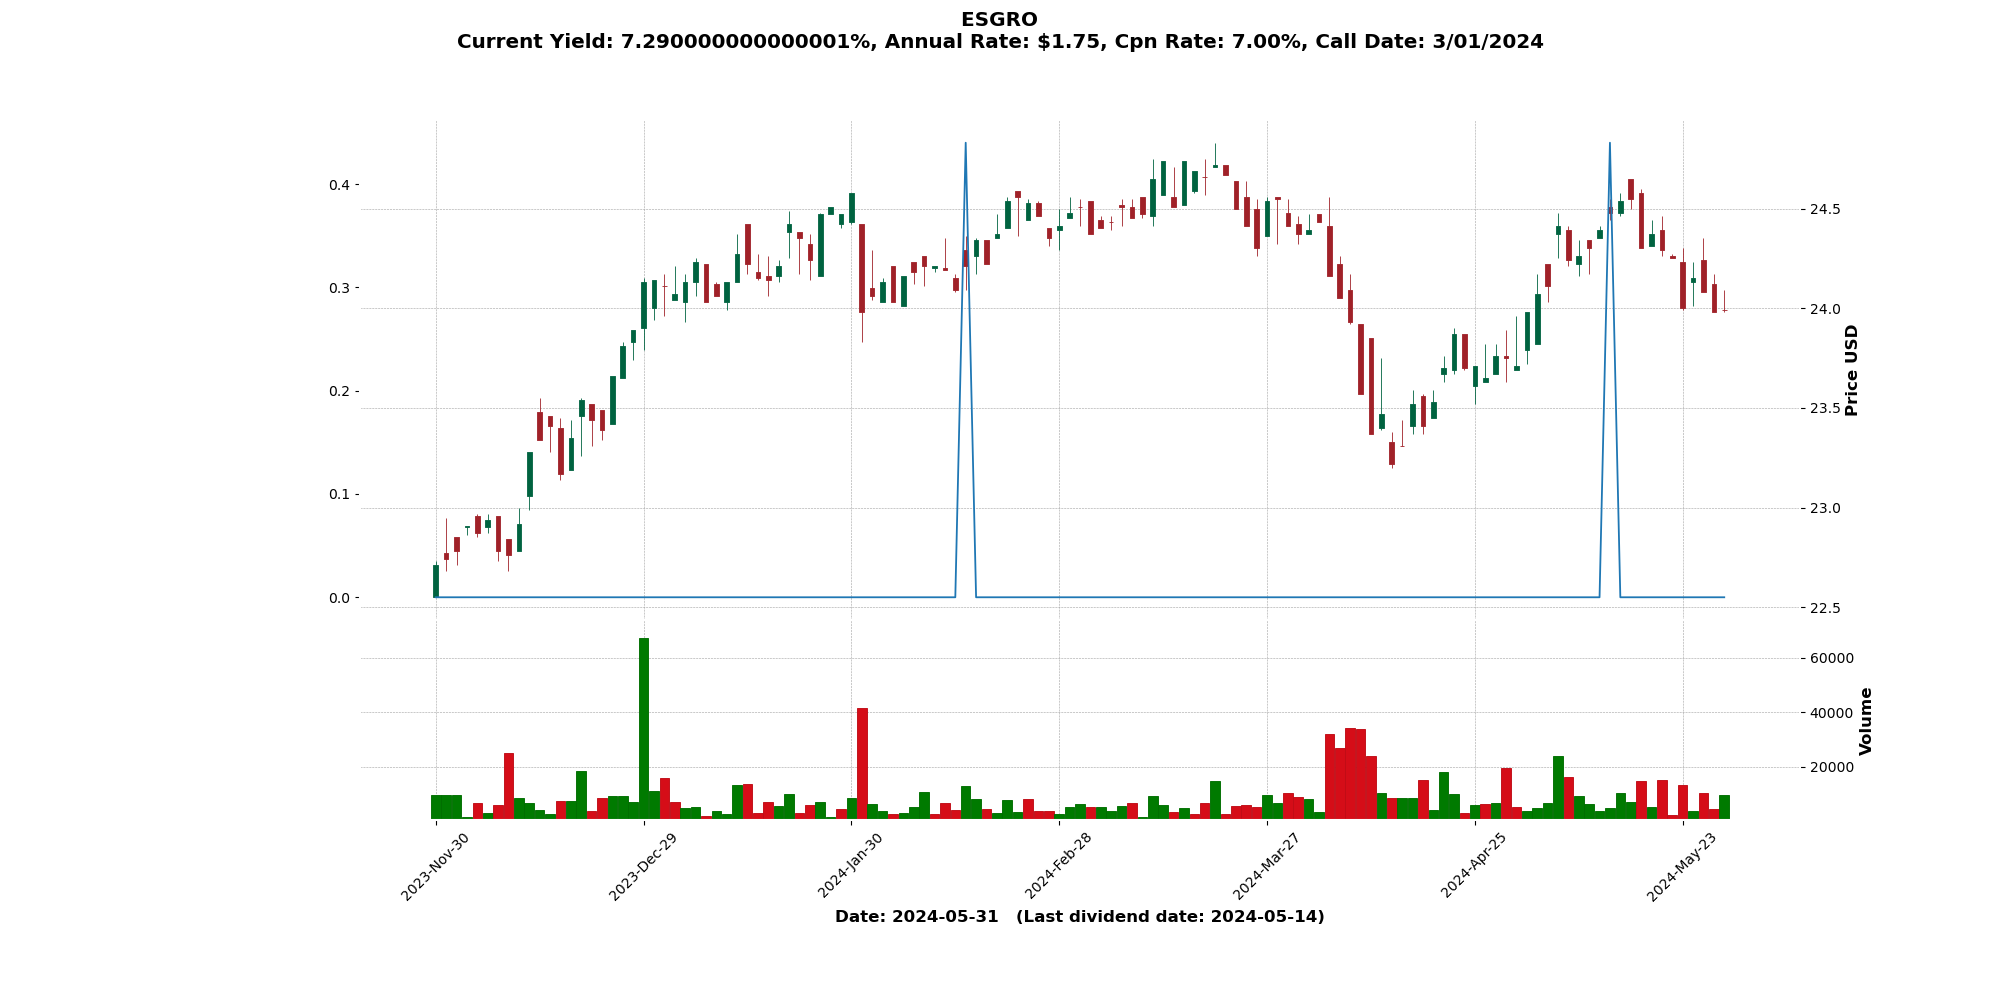 ESGRO
Current Yield: 7.290000000000001%, Annual Rate: $1.75, Cpn Rate: 7.00%, Call Date: 3/01/2024
0.4
0.3
0.2
0.1
0.0
24.5
24.0
23.5
23.0
22.5
Price USD
60000
40000
20000
Volume
2023-Nov-30
2023-Dec-29
2024-Jan-30
2024-Feb-28
2024-Mar-27
2024-Apr-25
2024-May-23
Date: 2024-05-31 (Last dividend date: 2024-05-14)